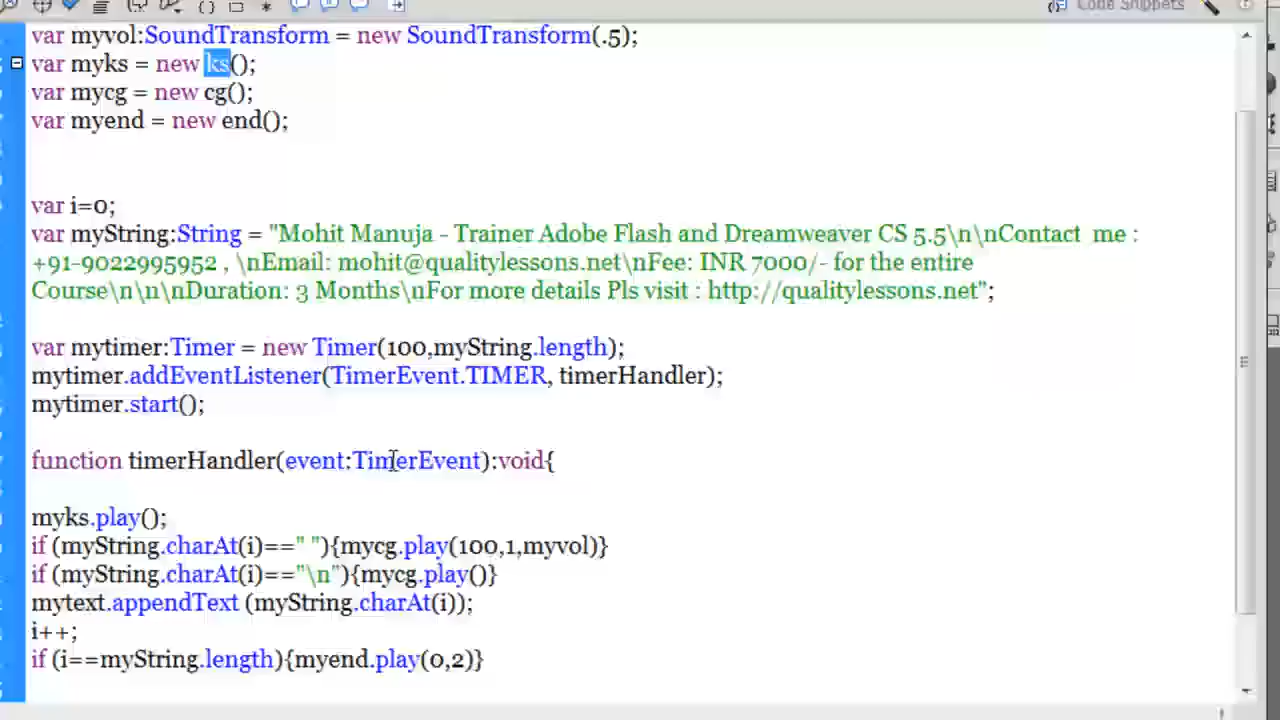 Code Snippets
var myvol:SoundTransform = new SoundTransform(.5);
var myks = new ks();
var mycg = new cg();
var myend = new end();
var i=0;
var myString:String = "Mohit Manuja - Trainer Adobe Flash and Dreamweaver CS 5.5\n\nContact  me :
+91-9022995952 , \nEmail: mohit@qualitylessons.net\nFee: INR 7000/- for the entire
Course\n\n\nDuration: 3 Months\nFor more details Pls visit : http://qualitylessons.net";
var mytimer:Timer = new Timer(100,myString.length);
mytimer.addEventListener(TimerEvent.TIMER, timerHandler);
mytimer.start();
function timerHandler(event:TimerEvent):void{
myks.play();
if (myString.charAt(i)==" "){mycg.play(100,1,myvol)}
if (myString.charAt(i)=="\n"){mycg.play()}
mytext.appendText (myString.charAt(i));
i++;
if (i==myString.length){myend.play(0,2)}